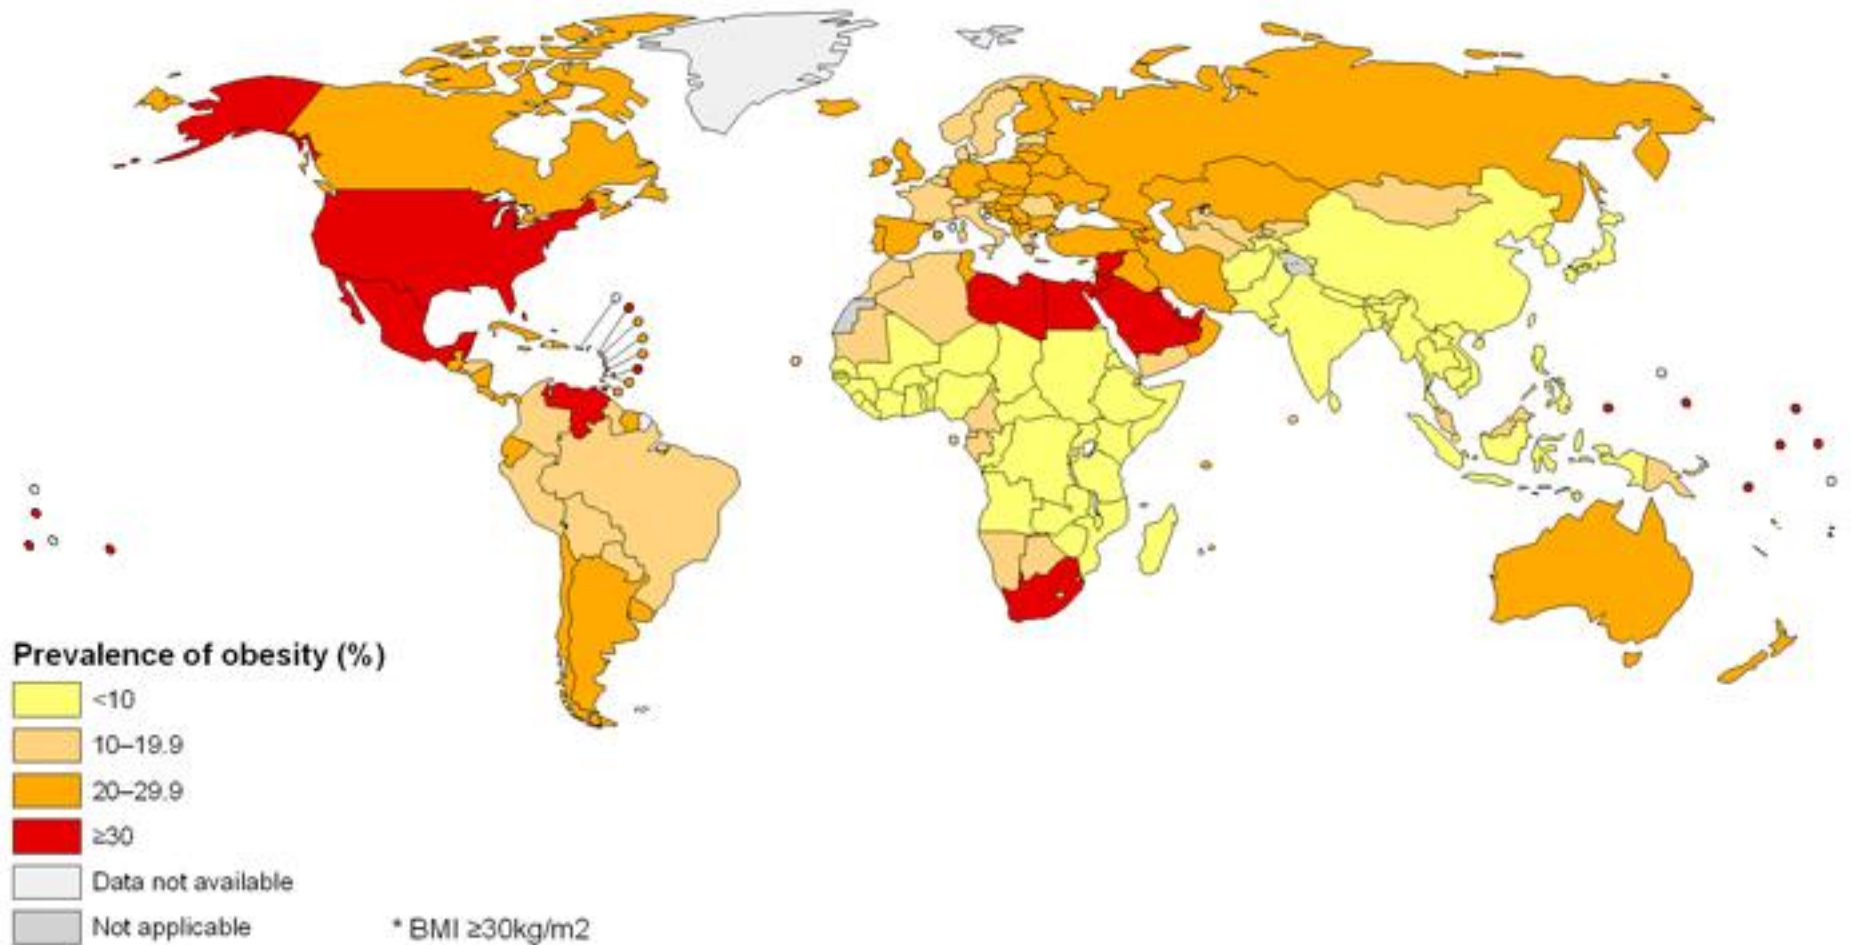 Prevalence of obesity (%)
<10
10–19.9
20–29.9
≥30
Data not available
Not applicable
* BMI ≥30kg/m2